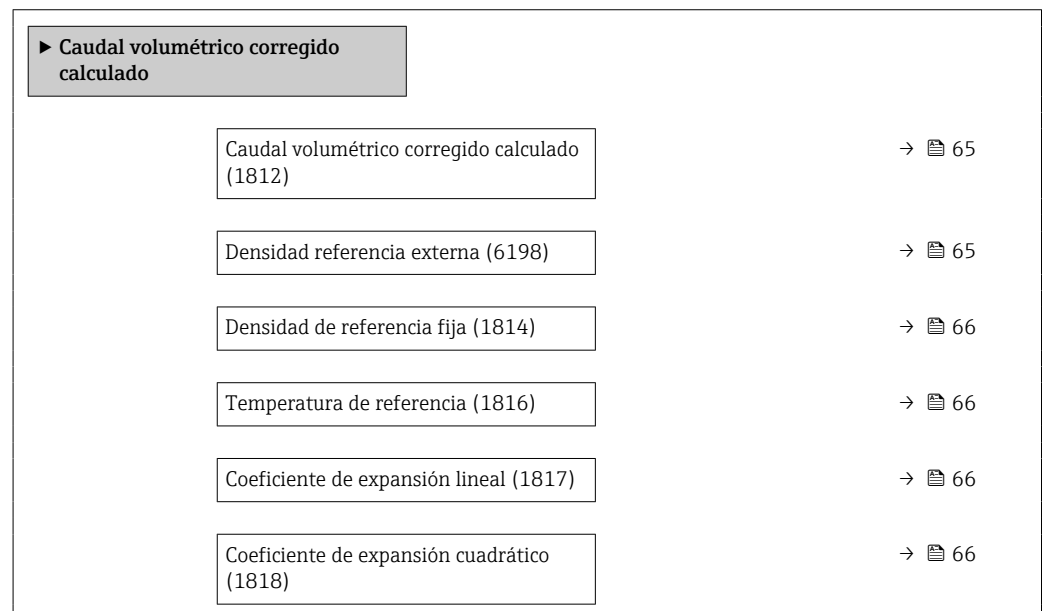 ► Caudal volumétrico corregido
calculado
Caudal volumétrico corregido calculado → 65
(1812)
Densidad referencia externa (6198) → 65
Densidad de referencia fija (1814) → 66
Temperatura de referencia (1816) → 66
Coeficiente de expansión lineal (1817) → 66
Coeficiente de expansión cuadrático → 66
(1818)